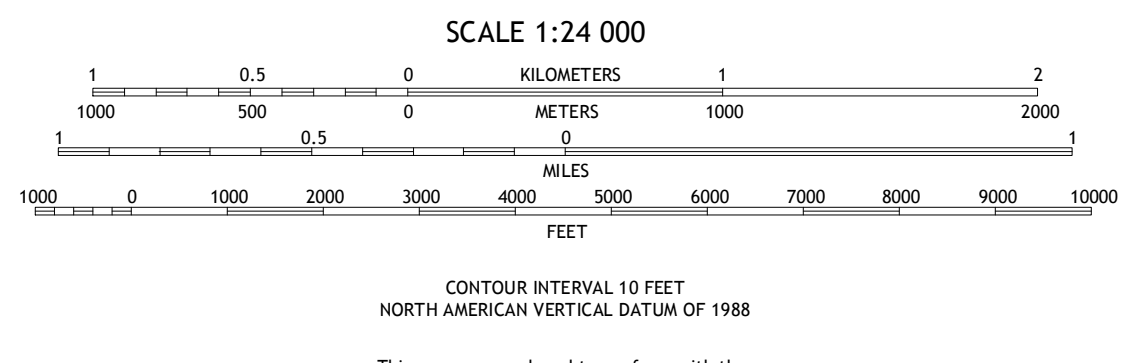 SCALE 1:24 000
1 0.5 0 KILOMETERS 1 2
1000 500 0 METERS 1000 2000
1 0.5 0 1
MILES
1000 0 1000 2000 3000 4000 5000 6000 7000 8000 9000 10000
FEET
CONTOUR INTERVAL 10 FEET
NORTH AMERICAN VERTICAL DATUM OF 1988